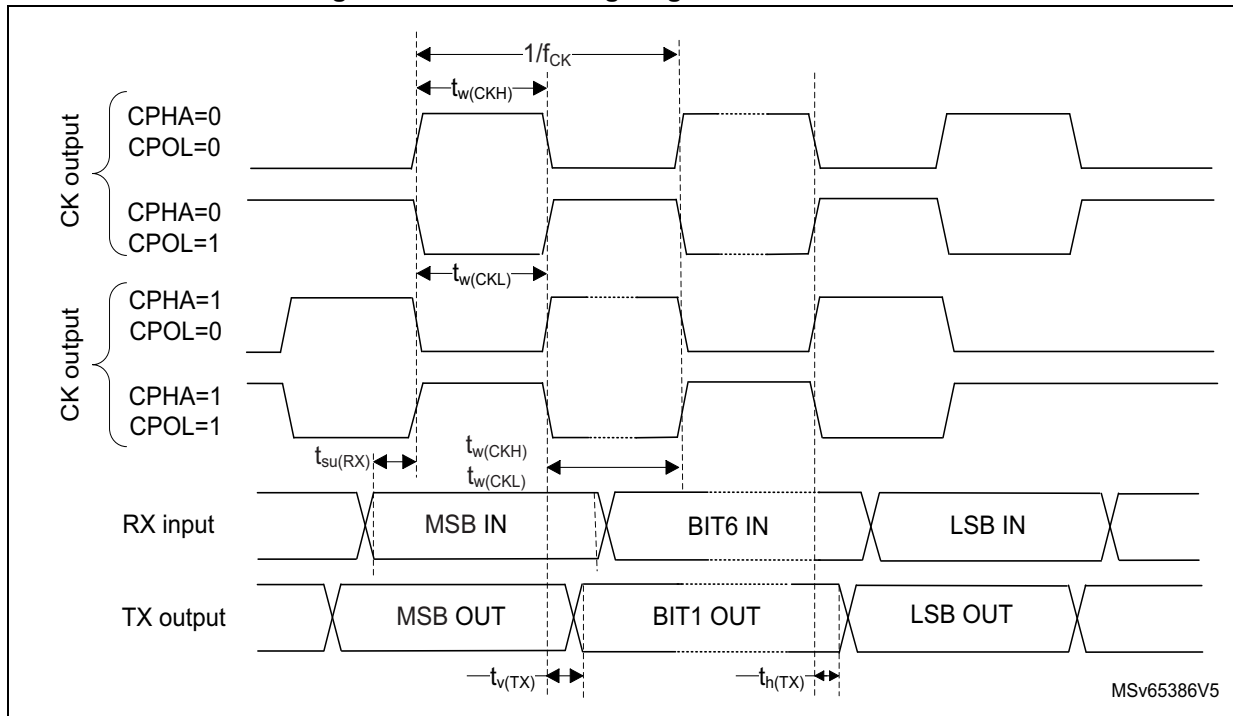 1/fCK
tw(CKH)
CK output
CPHA=0
CPOL=0
CPHA=0
CPOL=1
tw(CKL)
CK output
CPHA=1
CPOL=0
CPHA=1
CPOL=1
tsu(RX)
tw(CKH)
tw(CKL)
RX input
MSB IN
BIT6 IN
LSB IN
TX output
MSB OUT
BIT1 OUT
LSB OUT
tv(TX)
th(TX)
MSv65386V5